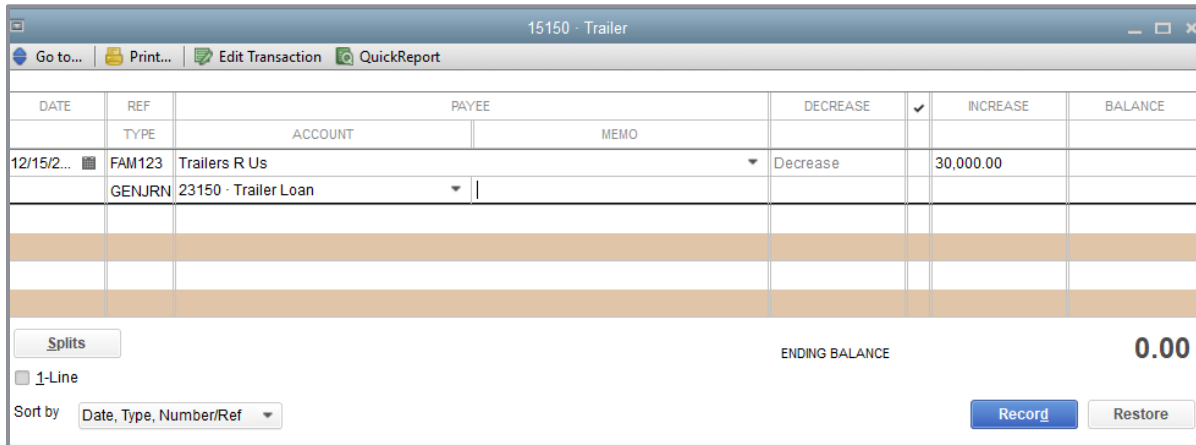 15150 · Trailer
Go to... Print... Edit Transaction QuickReport
DATE REF PAYEE DECREASE ✓ INCREASE BALANCE
TYPE ACCOUNT MEMO
12/15/2... FAM123 Trailers R Us Decrease 30,000.00
GENJRN 23150 · Trailer Loan
Splits
ENDING BALANCE 0.00
1-Line
Sort by Date, Type, Number/Ref Record Restore